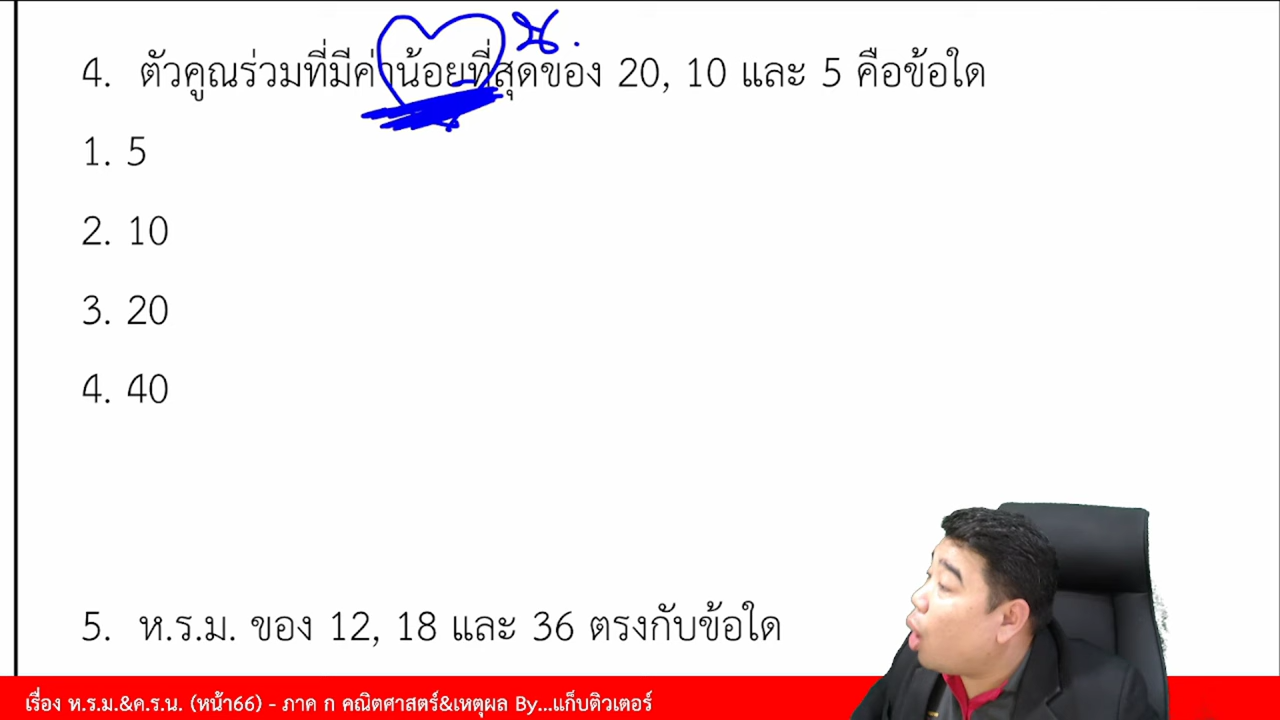 น.
4. ตัวคูณร่วมที่มีค่าน้อยที่สุดของ 20, 10 และ 5 คือข้อใด
1. 5
2. 10
3. 20
4. 40
5. ห.ร.ม. ของ 12, 18 และ 36 ตรงกับข้อใด
เรื่อง ห.ร.ม.&ค.ร.น. (หน้า66) - ภาค ก คณิตศาสตร์&เหตุผล By...แก็บติวเตอร์